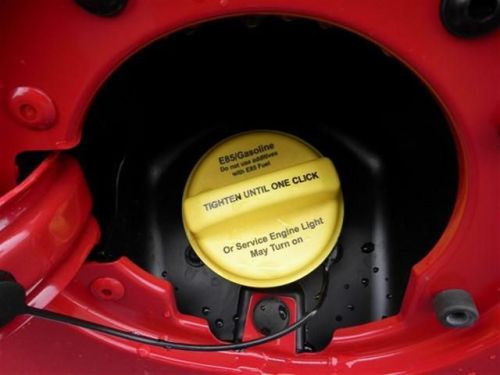 E85/Gasoline
Do not use additives
with E85 Fuel
TIGHTEN UNTIL ONE CLICK
Or Service Engine Light
May Turn on